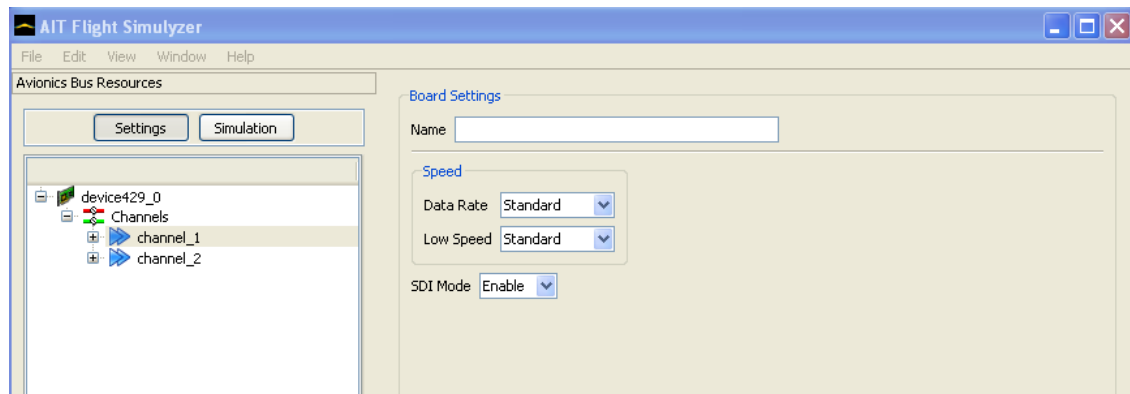 AIT Flight Simulyzer
File Edit View Window Help
Avionics Bus Resources
Settings Simulation
device429_0
Channels
channel_1
channel_2
Board Settings
Name
Speed
Data Rate Standard
Low Speed Standard
SDI Mode Enable